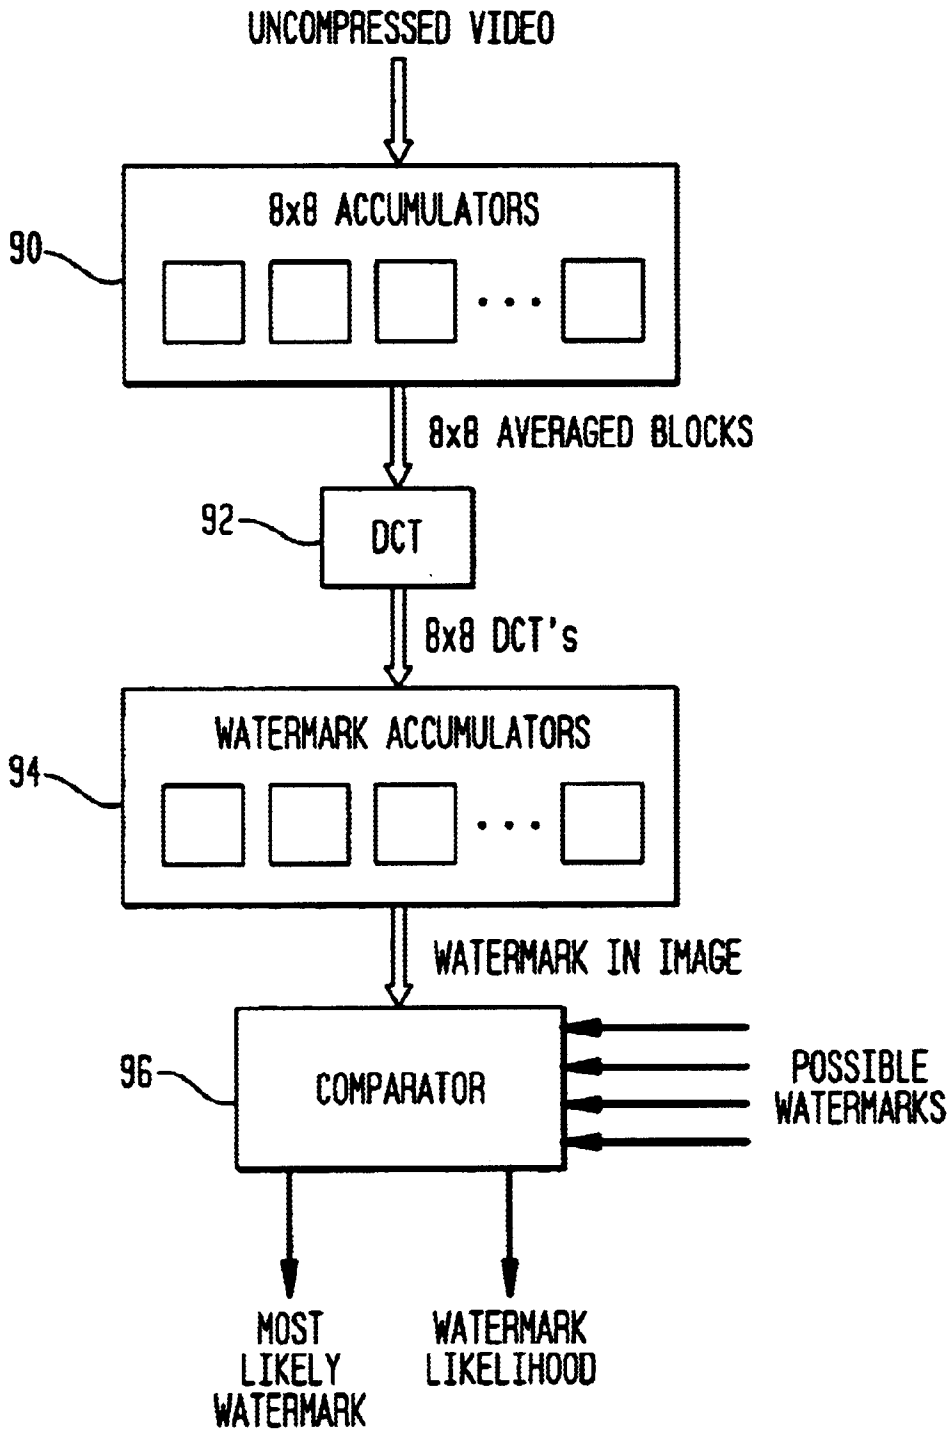 UNCOMPRESSED VIDEO
8x8 ACCUMULATORS
90
8x8 AVERAGED BLOCKS
92
DCT
8x8 DCT's
WATERMARK ACCUMULATORS
94
WATERMARK IN IMAGE
96
COMPARATOR
POSSIBLE
WATERMARKS
MOST
LIKELY
WATERMARK
WATERMARK
LIKELIHOOD